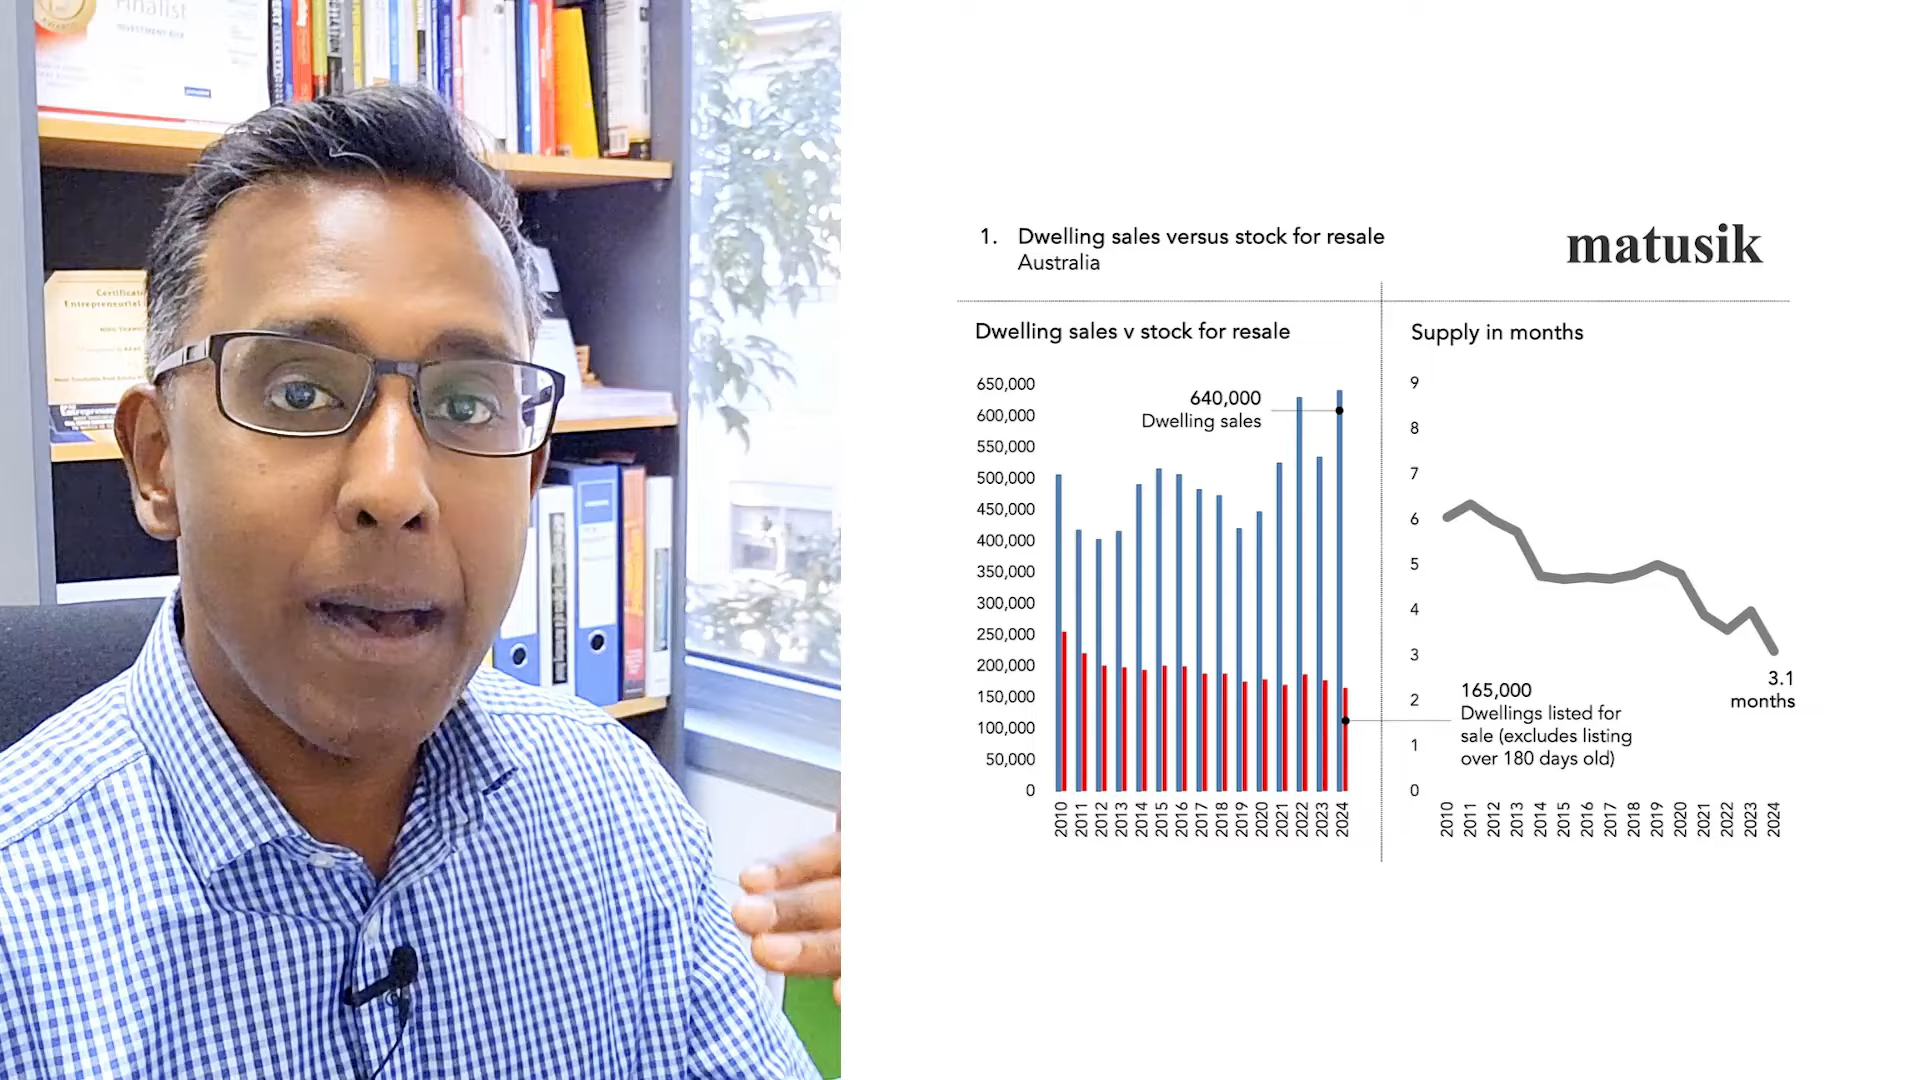 Finalist
INVESTMENT
Entrepreneurial
1. Dwelling sales versus stock for resale
Australia
matusik
Dwelling sales v stock for resale
650,000
600,000
550,000
500,000
450,000
400,000
350,000
300,000
250,000
200,000
150,000
100,000
50,000
0
640,000
Dwelling sales
2010 2011 2012 2013 2014 2015 2016 2017 2018 2019 2020 2021 2022 2023 2024
Supply in months
9
8
7
6
5
4
3
2
1
0
3.1
months
165,000
Dwellings listed for
sale (excludes listing
over 180 days old)
2010 2011 2012 2013 2014 2015 2016 2017 2018 2019 2020 2021 2022 2023 2024